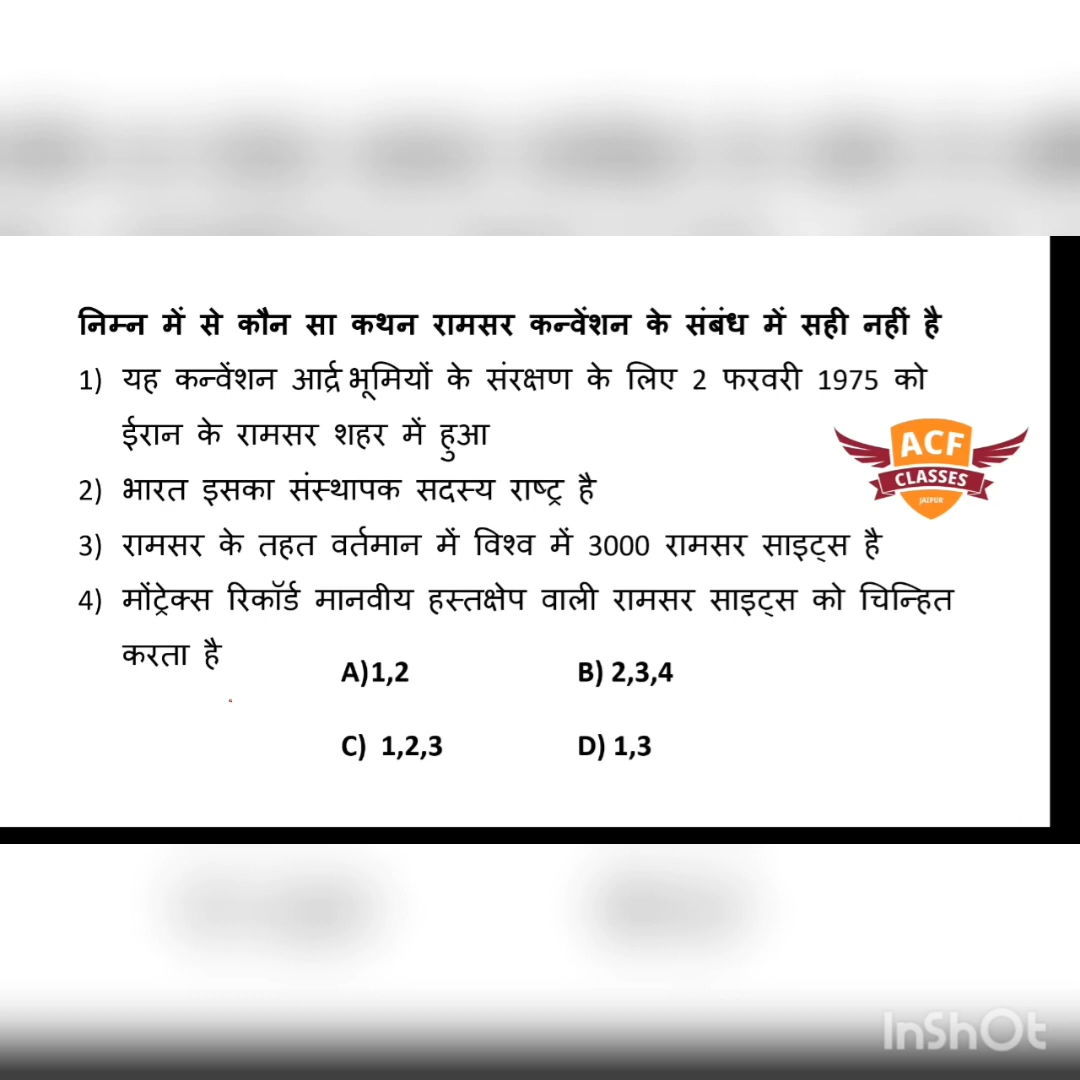 निम्न में से कौन सा कथन रामसर कन्वेंशन के संबंध में सही नहीं है
1) यह कन्वेंशन आर्द्र भूमियों के संरक्षण के लिए 2 फरवरी 1975 को
ईरान के रामसर शहर में हुआ
ACF
CLASSES
JAIPUR
2) भारत इसका संस्थापक सदस्य राष्ट्र है
3) रामसर के तहत वर्तमान में विश्व में 3000 रामसर साइट्स है
4) मोंट्रेक्स रिकॉर्ड मानवीय हस्तक्षेप वाली रामसर साइट्स को चिन्हित
करता है
A)1,2 B) 2,3,4
C) 1,2,3 D) 1,3
InShOt